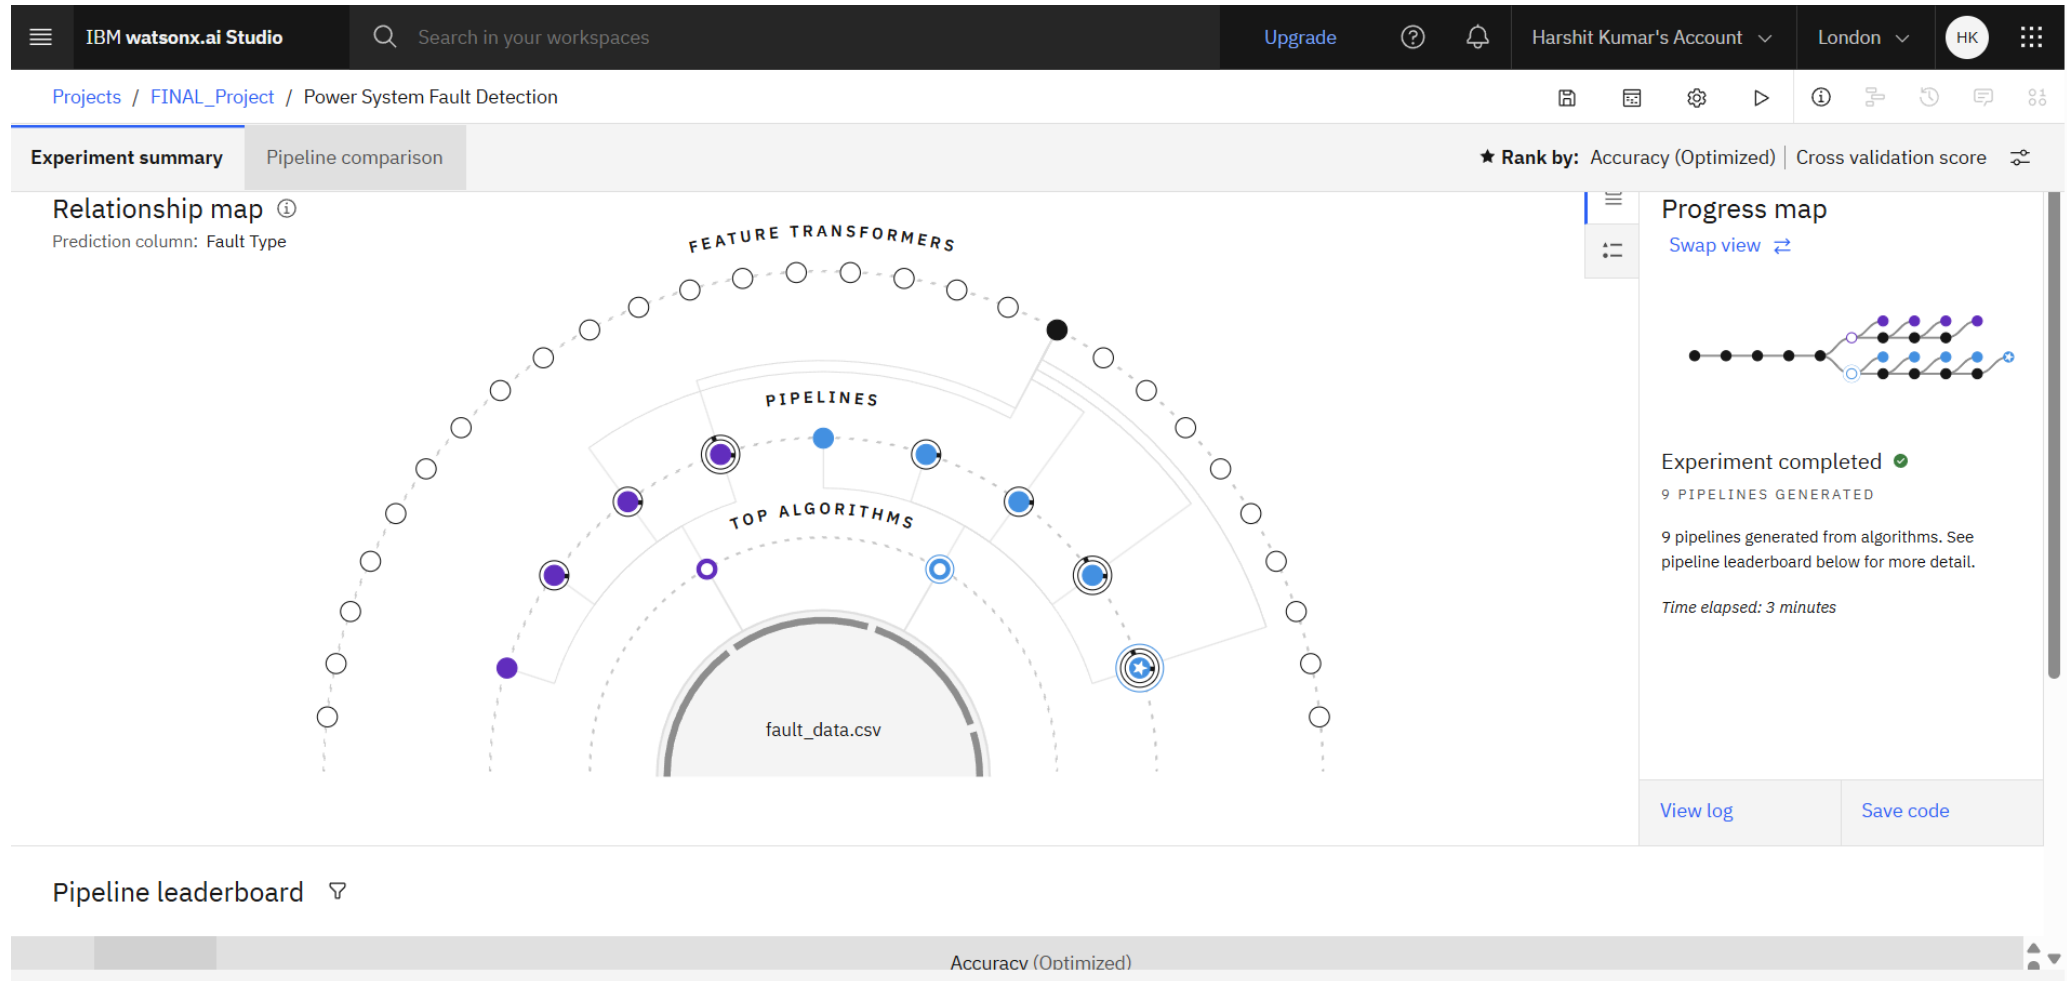 IBM watsonx.ai Studio
Search in your workspaces
Upgrade
Harshit Kumar's Account
London
HK
Projects / FINAL_Project / Power System Fault Detection
Experiment summary
Pipeline comparison
Rank by: Accuracy (Optimized) | Cross validation score
Relationship map
Prediction column: Fault Type
FEATURE TRANSFORMERS
PIPELINES
TOP ALGORITHMS
fault_data.csv
Progress map
Swap view
Experiment completed
9 PIPELINES GENERATED
9 pipelines generated from algorithms. See
pipeline leaderboard below for more detail.
Time elapsed: 3 minutes
View log
Save code
Pipeline leaderboard
Accuracy (Optimized)